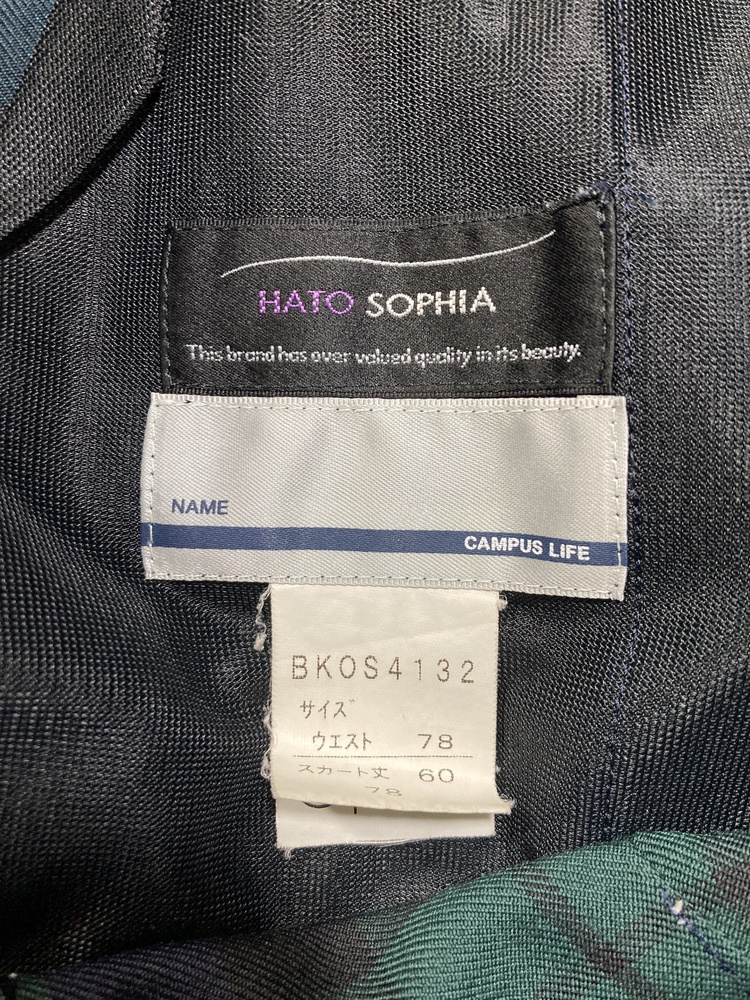 HATO SOPHIA
This brand has over valued quality in its beauty.
NAME
CAMPUS LIFE
BKOS4132
サイズ
ウエスト 78
スカート丈 60
78